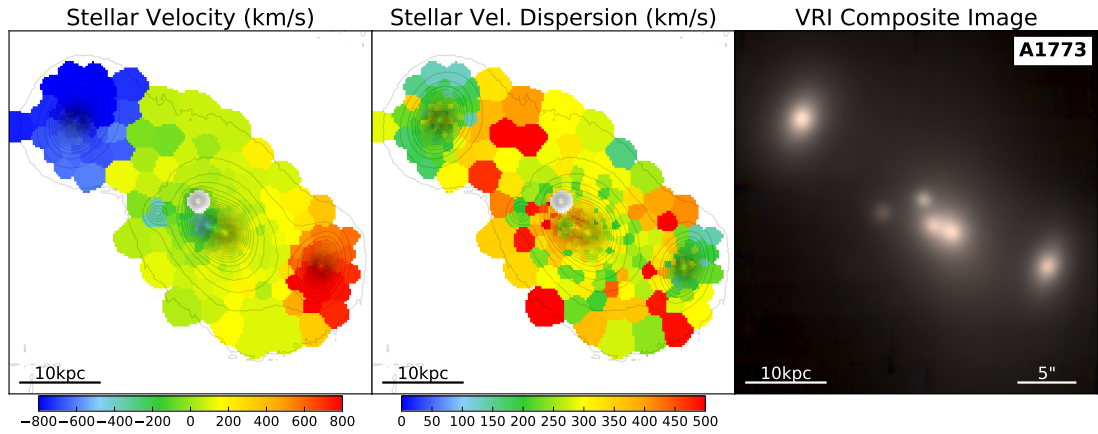 Stellar Velocity (km/s)
Stellar Vel. Dispersion (km/s)
VRI Composite Image
A1773
10kpc
10kpc
5"
−800 −600 −400 −200 0 200 400 600 800
0 50 100 150 200 250 300 350 400 450 500